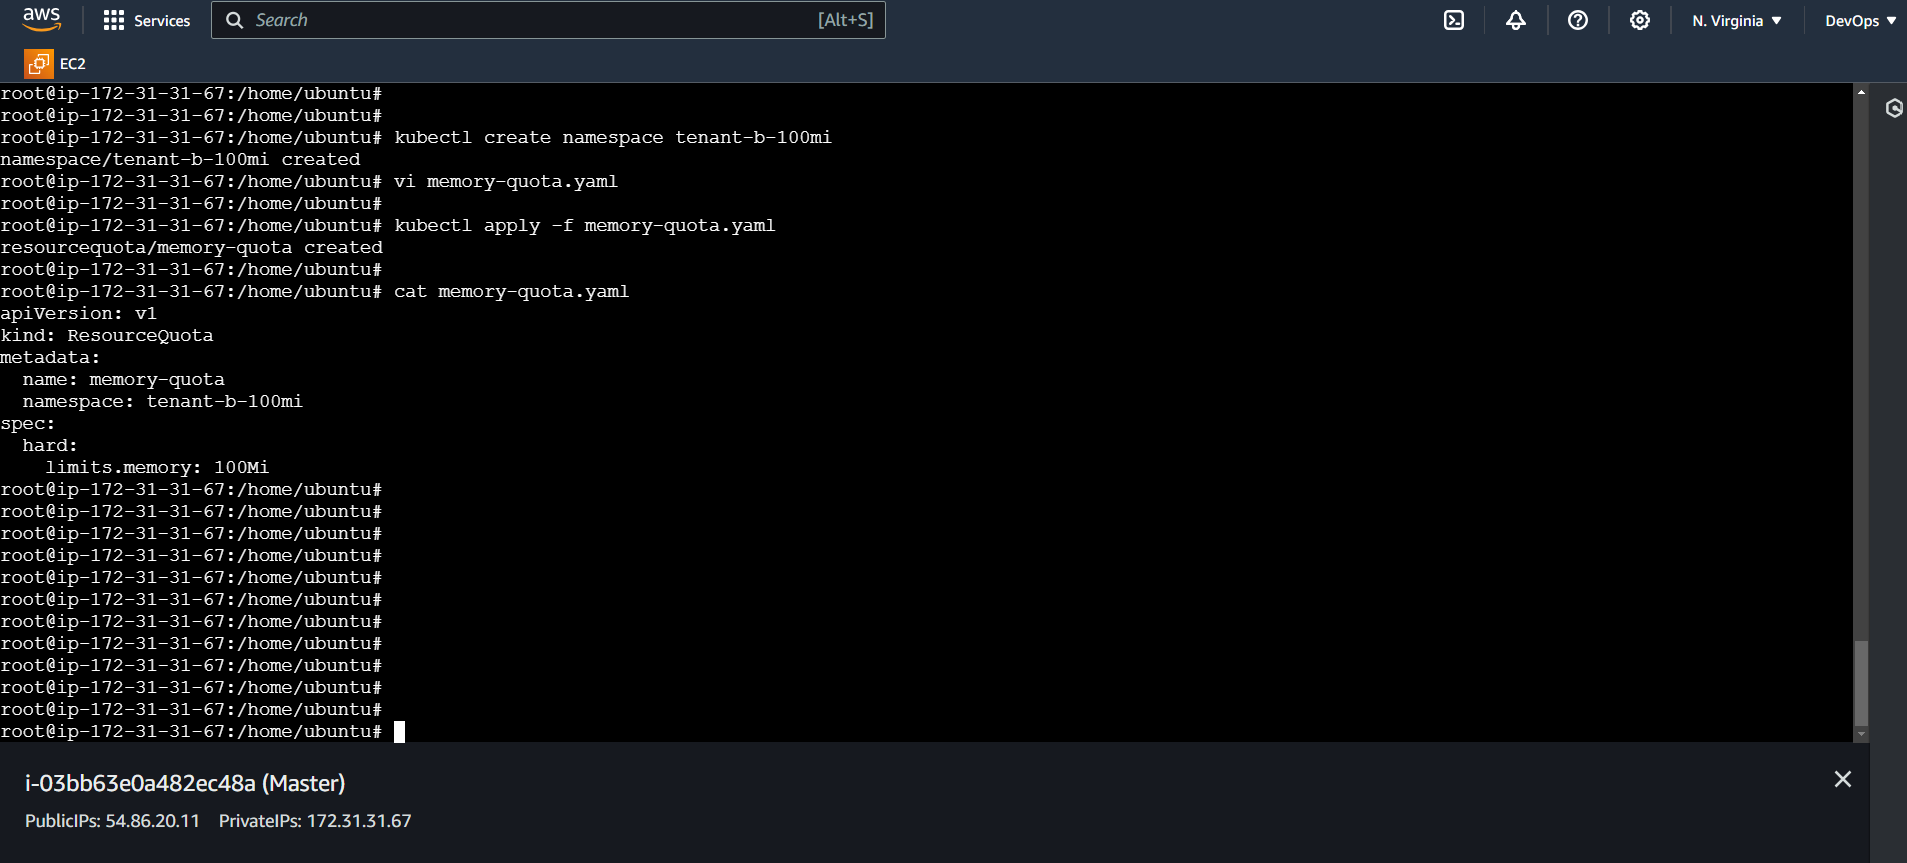 aws
Services
Search [Alt+S]
N. Virginia
DevOps
EC2
root@ip-172-31-31-67:/home/ubuntu#
root@ip-172-31-31-67:/home/ubuntu#
root@ip-172-31-31-67:/home/ubuntu# kubectl create namespace tenant-b-100mi
namespace/tenant-b-100mi created
root@ip-172-31-31-67:/home/ubuntu# vi memory-quota.yaml
root@ip-172-31-31-67:/home/ubuntu#
root@ip-172-31-31-67:/home/ubuntu# kubectl apply -f memory-quota.yaml
resourcequota/memory-quota created
root@ip-172-31-31-67:/home/ubuntu#
root@ip-172-31-31-67:/home/ubuntu# cat memory-quota.yaml
apiVersion: v1
kind: ResourceQuota
metadata:
  name: memory-quota
  namespace: tenant-b-100mi
spec:
  hard:
    limits.memory: 100Mi
root@ip-172-31-31-67:/home/ubuntu#
root@ip-172-31-31-67:/home/ubuntu#
root@ip-172-31-31-67:/home/ubuntu#
root@ip-172-31-31-67:/home/ubuntu#
root@ip-172-31-31-67:/home/ubuntu#
root@ip-172-31-31-67:/home/ubuntu#
root@ip-172-31-31-67:/home/ubuntu#
root@ip-172-31-31-67:/home/ubuntu#
root@ip-172-31-31-67:/home/ubuntu#
root@ip-172-31-31-67:/home/ubuntu#
root@ip-172-31-31-67:/home/ubuntu#
root@ip-172-31-31-67:/home/ubuntu#
i-03bb63e0a482ec48a (Master)
PublicIPs: 54.86.20.11 PrivateIPs: 172.31.31.67